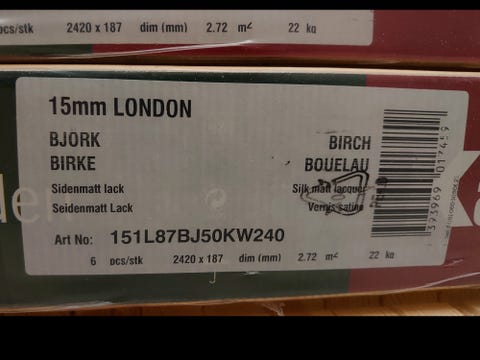 pcs/stk 2420 x 187 dim (mm) 2.72 m² 22 kg
15mm LONDON
BJÖRK BIRCH
BIRKE BOUELAU
Sidenmatt lack Silk matt lacquer
Seidenmatt Lack Vernis satiné
Art No: 151L87BJ50KW240
6 pcs/stk 2420 x 187 dim (mm) 2.72 m² 22 kg